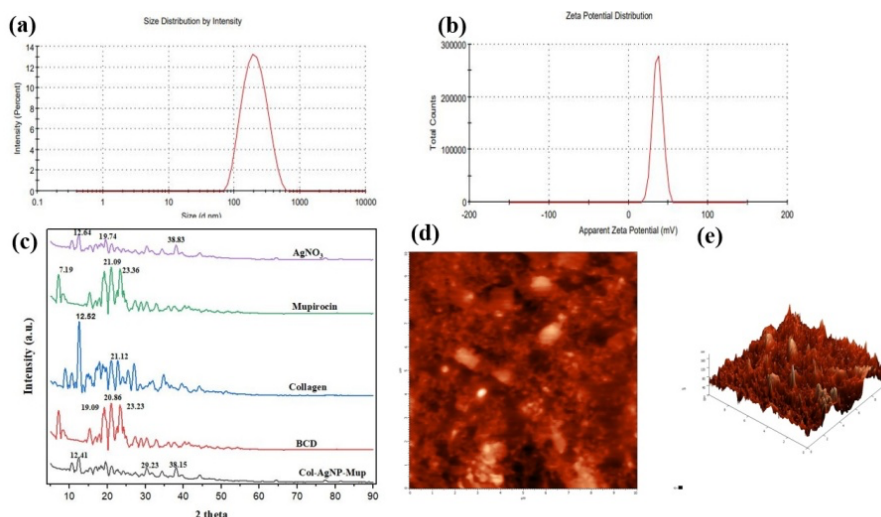 (a)
Size Distribution by Intensity
Intensity (Percent)
14
12
10
8
6
4
2
0
0.1
1
10
100
1000
10000
Size (d.nm)
(b)
Zeta Potential Distribution
Total Counts
300000
200000
100000
0
-200
-100
0
100
200
Apparent Zeta Potential (mV)
(c)
Intensity (a.u.)
12.64
19.74
38.83
AgNO3
7.19
21.09
23.36
Mupirocin
12.52
21.12
Collagen
19.09
20.86
23.23
BCD
12.41
29.23
38.15
Col-AgNP-Mup
10
20
30
40
50
60
70
80
90
2 theta
(d)
(e)